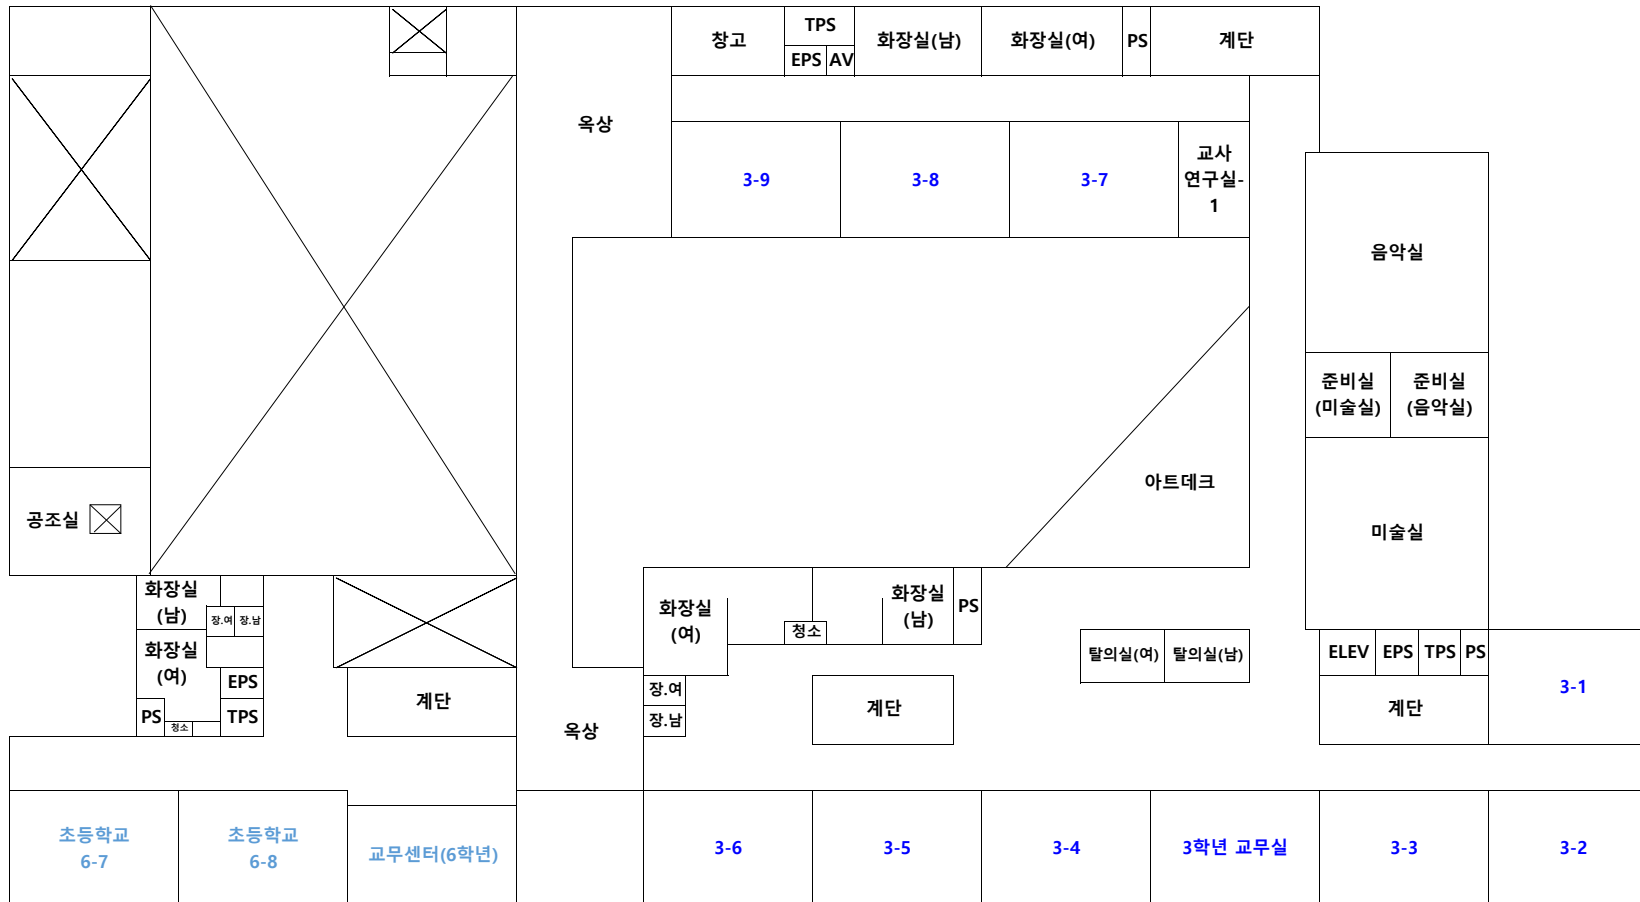 창고
TPS
EPS
AV
화장실(남)
화장실(여)
PS
계단
옥상
3-9
3-8
3-7
교사
연구실-
1
음악실
준비실
(미술실)
준비실
(음악실)
아트데크
공조실
미술실
화장실
(남)
장.여
장.남
화장실
(여)
EPS
PS
청소
TPS
계단
옥상
화장실
(여)
청소
화장실
(남)
PS
장.여
장.남
계단
탈의실(여)
탈의실(남)
ELEV
EPS
TPS
PS
계단
3-1
초등학교
6-7
초등학교
6-8
교무센터(6학년)
3-6
3-5
3-4
3학년 교무실
3-3
3-2